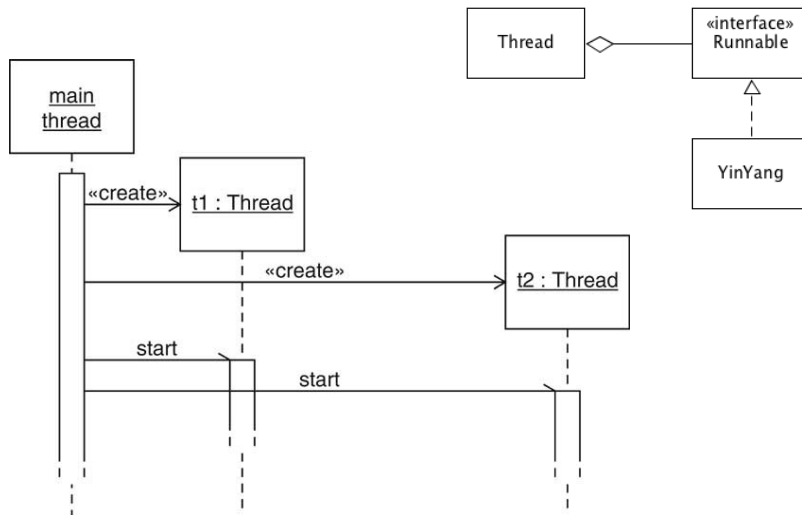 Thread
«interface»
Runnable
YinYang
main
thread
«create»
t1 : Thread
«create»
t2 : Thread
start
start